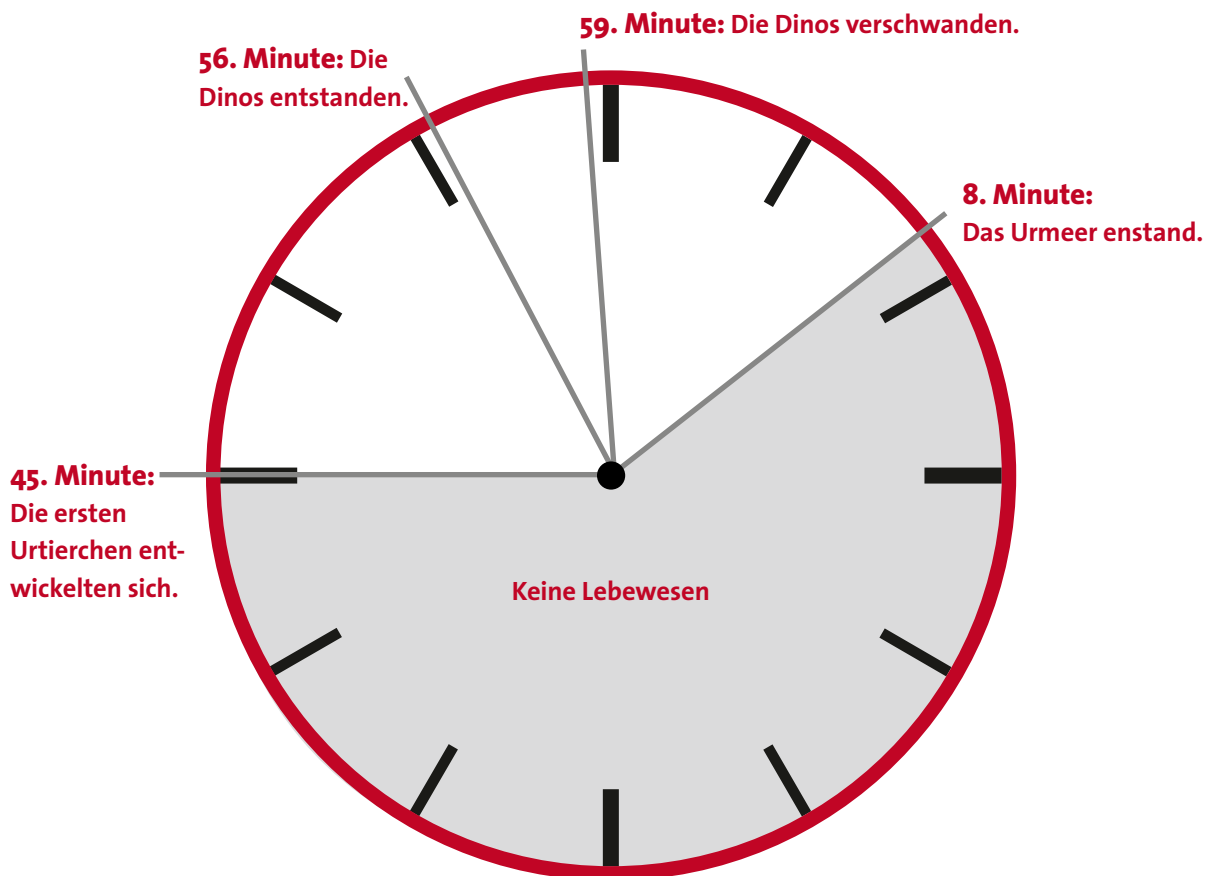 59. Minute: Die Dinos verschwanden.
56. Minute: Die
Dinos entstanden.
8. Minute:
Das Urmeer enstand.
45. Minute:
Die ersten
Urtierchen ent-
wickelten sich.
Keine Lebewesen